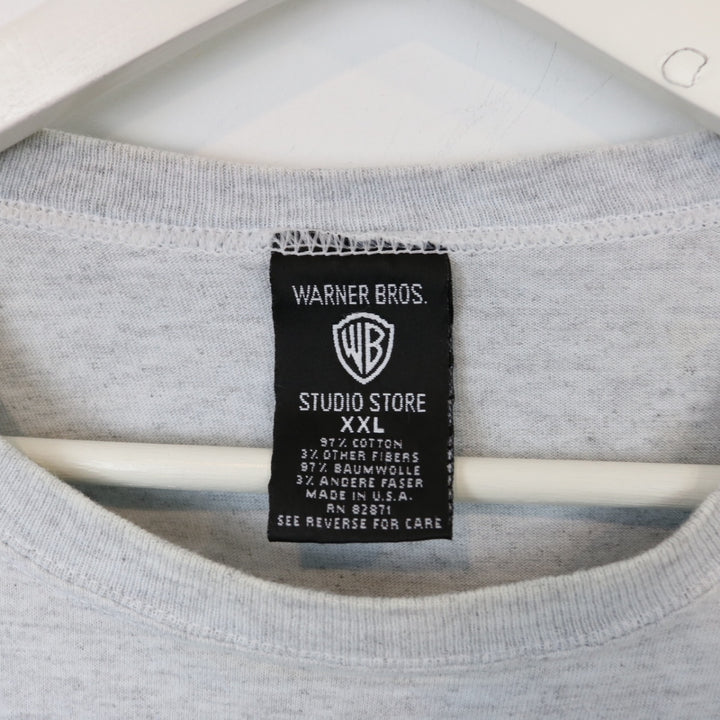 WARNER BROS.
WB
STUDIO STORE
XXL
97% COTTON
3% OTHER FIBERS
97% BAUMWOLLE
3% ANDERE FASER
MADE IN U.S.A.
RN 82871
SEE REVERSE FOR CARE